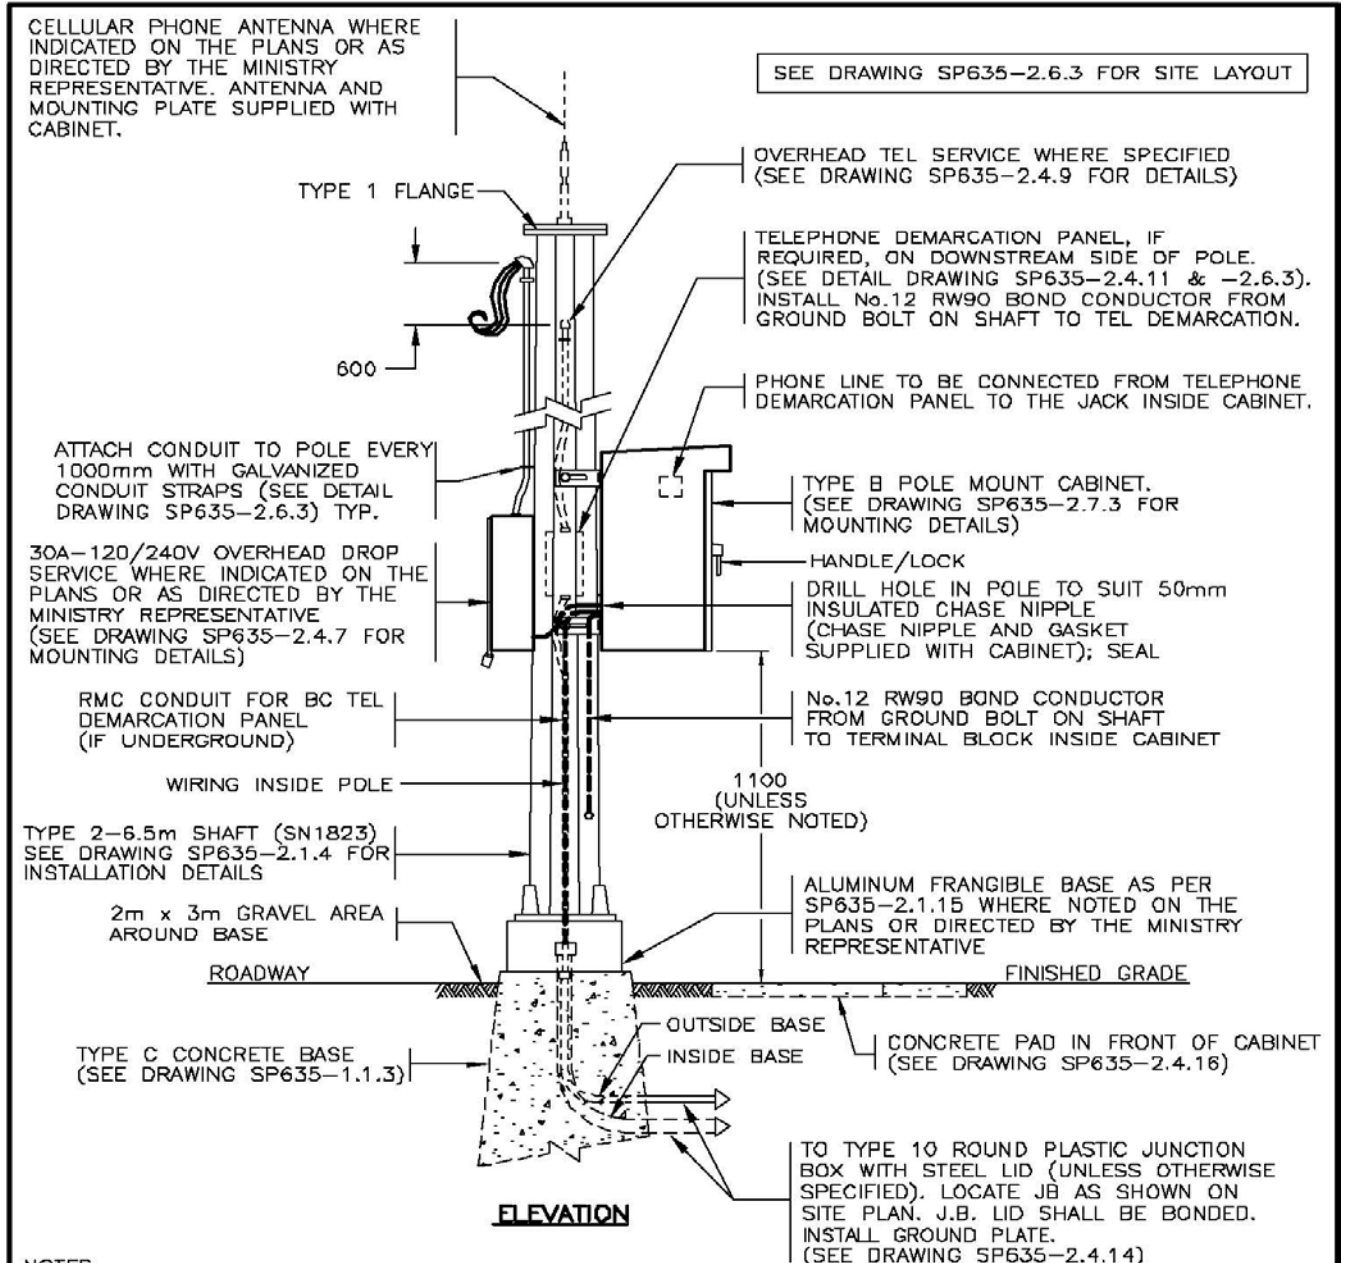 CELLULAR PHONE ANTENNA WHERE
INDICATED ON THE PLANS OR AS
DIRECTED BY THE MINISTRY
REPRESENTATIVE. ANTENNA AND
MOUNTING PLATE SUPPLIED WITH
CABINET.
SEE DRAWING SP635-2.6.3 FOR SITE LAYOUT
OVERHEAD TEL SERVICE WHERE SPECIFIED
(SEE DRAWING SP635-2.4.9 FOR DETAILS)
TYPE 1 FLANGE
TELEPHONE DEMARCATION PANEL, IF
REQUIRED, ON DOWNSTREAM SIDE OF POLE.
(SEE DETAIL DRAWING SP635-2.4.11 & -2.6.3).
INSTALL No.12 RW90 BOND CONDUCTOR FROM
GROUND BOLT ON SHAFT TO TEL DEMARCATION.
600
PHONE LINE TO BE CONNECTED FROM TELEPHONE
DEMARCATION PANEL TO THE JACK INSIDE CABINET.
ATTACH CONDUIT TO POLE EVERY
1000mm WITH GALVANIZED
CONDUIT STRAPS (SEE DETAIL
DRAWING SP635-2.6.3) TYP.
TYPE B POLE MOUNT CABINET.
(SEE DRAWING SP635-2.7.3 FOR
MOUNTING DETAILS)
30A-120/240V OVERHEAD DROP
SERVICE WHERE INDICATED ON THE
PLANS OR AS DIRECTED BY THE
MINISTRY REPRESENTATIVE
(SEE DRAWING SP635-2.4.7 FOR
MOUNTING DETAILS)
HANDLE/LOCK
DRILL HOLE IN POLE TO SUIT 50mm
INSULATED CHASE NIPPLE
(CHASE NIPPLE AND GASKET
SUPPLIED WITH CABINET); SEAL
RMC CONDUIT FOR BC TEL
DEMARCATION PANEL
(IF UNDERGROUND)
No.12 RW90 BOND CONDUCTOR
FROM GROUND BOLT ON SHAFT
TO TERMINAL BLOCK INSIDE CABINET
WIRING INSIDE POLE
1100
(UNLESS
OTHERWISE NOTED)
TYPE 2-6.5m SHAFT (SN1823)
SEE DRAWING SP635-2.1.4 FOR
INSTALLATION DETAILS
ALUMINUM FRANGIBLE BASE AS PER
SP635-2.1.15 WHERE NOTED ON THE
PLANS OR DIRECTED BY THE MINISTRY
REPRESENTATIVE
2m x 3m GRAVEL AREA
AROUND BASE
ROADWAY
FINISHED GRADE
OUTSIDE BASE
INSIDE BASE
CONCRETE PAD IN FRONT OF CABINET
(SEE DRAWING SP635-2.4.16)
TYPE C CONCRETE BASE
(SEE DRAWING SP635-1.1.3)
TO TYPE 10 ROUND PLASTIC JUNCTION
BOX WITH STEEL LID (UNLESS OTHERWISE
SPECIFIED). LOCATE JB AS SHOWN ON
SITE PLAN. J.B. LID SHALL BE BONDED.
INSTALL GROUND PLATE.
(SEE DRAWING SP635-2.4.14)
ELEVATION